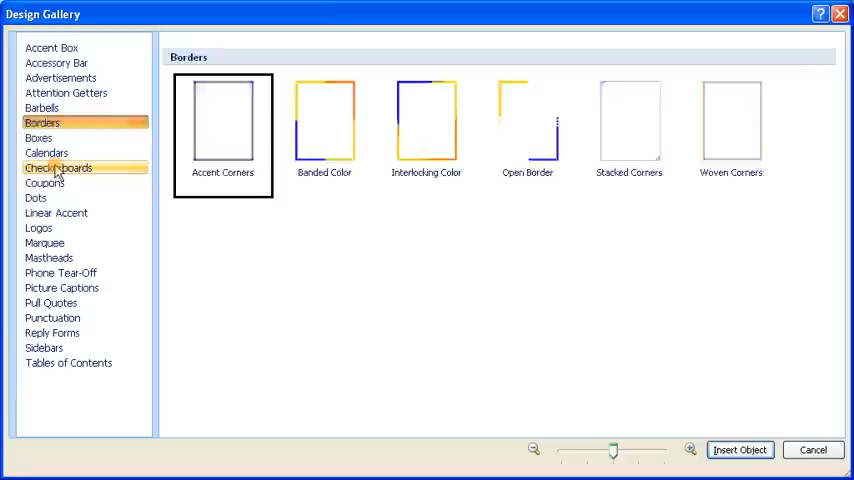 Design Gallery
Accent Box
Accessory Bar
Advertisements
Attention Getters
Barbells
Borders
Boxes
Calendars
Checkerboards
Coupons
Dots
Linear Accent
Logos
Marquee
Mastheads
Phone Tear-Off
Picture Captions
Pull Quotes
Punctuation
Reply Forms
Sidebars
Tables of Contents
Borders
Accent Corners
Banded Color
Interlocking Color
Open Border
Stacked Corners
Woven Corners
Insert Object
Cancel